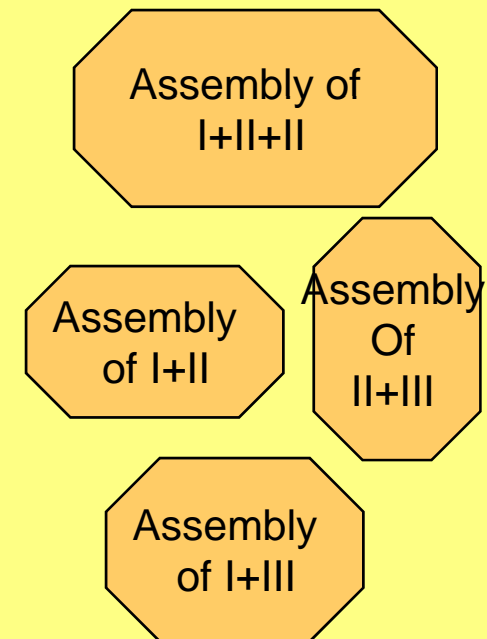 Assembly of
I+II+II
Assembly
of I+II
Assembly
Of
II+III
Assembly
of I+III